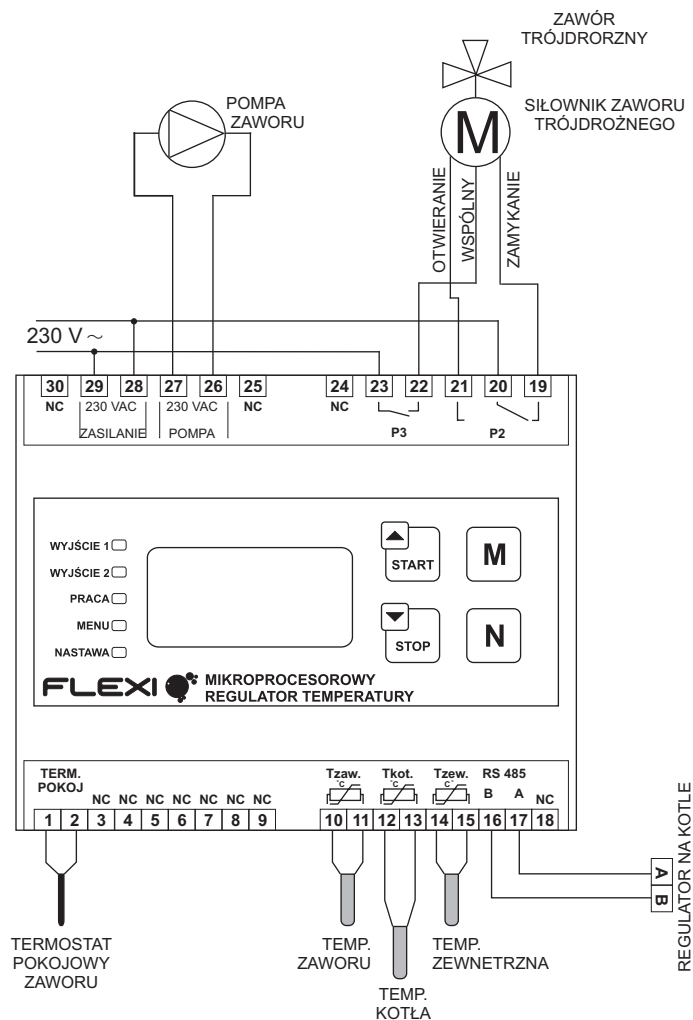 ZAWÓR
TRÓJDRORZNY
POMPA
ZAWORU
SIŁOWNIK ZAWORU
TRÓJDROŻNEGO
M
OTWIERANIE
WSPÓLNY
ZAMYKANIE
230 V ~
30 29 28 27 26 25 24 23 22 21 20 19
NC 230 VAC 230 VAC NC NC
ZASILANIE POMPA P3 P2
WYJŚCIE 1
WYJŚCIE 2
PRACA
MENU
NASTAWA
START
M
STOP
N
FLEXI
MIKROPROCESOROWY
REGULATOR TEMPERATURY
TERM.
POKOJ
NC NC NC NC NC NC NC
Tzaw. Tkot. Tzew. RS 485
°C °C °C B A NC
1 2 3 4 5 6 7 8 9 10 11 12 13 14 15 16 17 18
A
B
REGULATOR NA KOTLE
TERMOSTAT
POKOJOWY
ZAWORU
TEMP.
ZAWORU
TEMP.
KOTŁA
TEMP.
ZEWNETRZNA